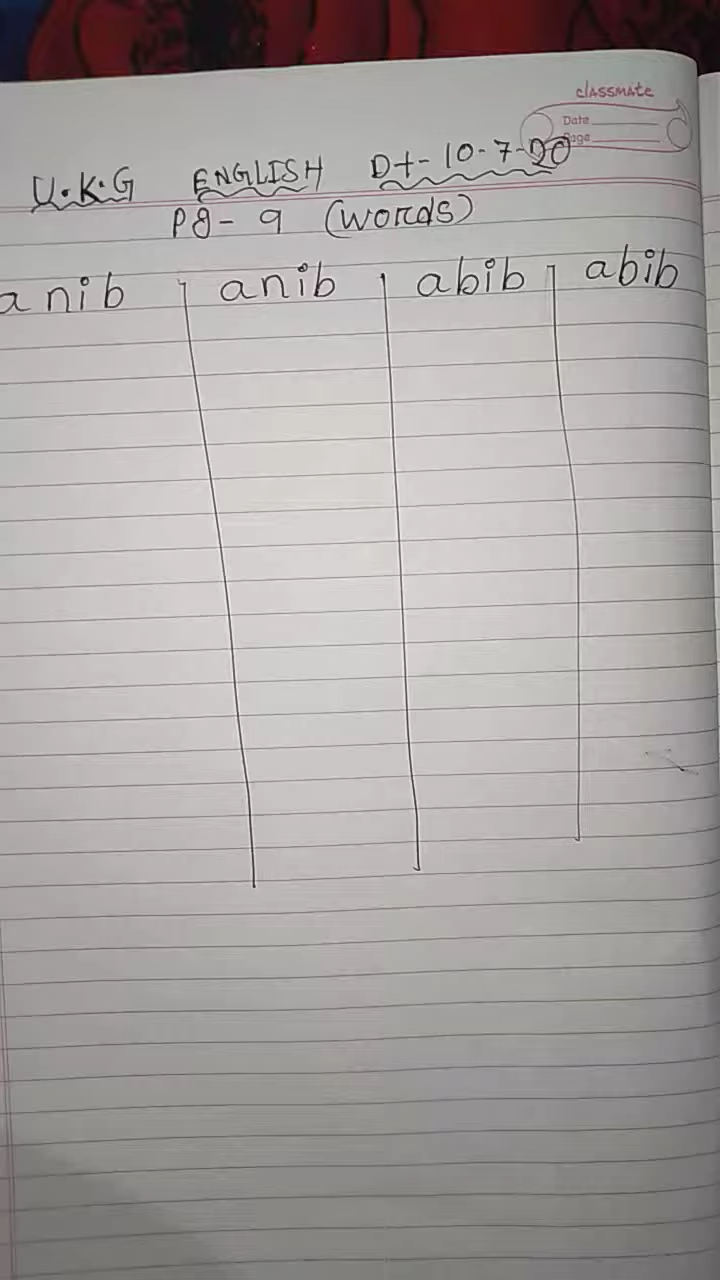 classmate
Date
Page
U.K.G ENGLISH Dt- 10-7-20
Pg- 9 (words)
anib anib abib abib